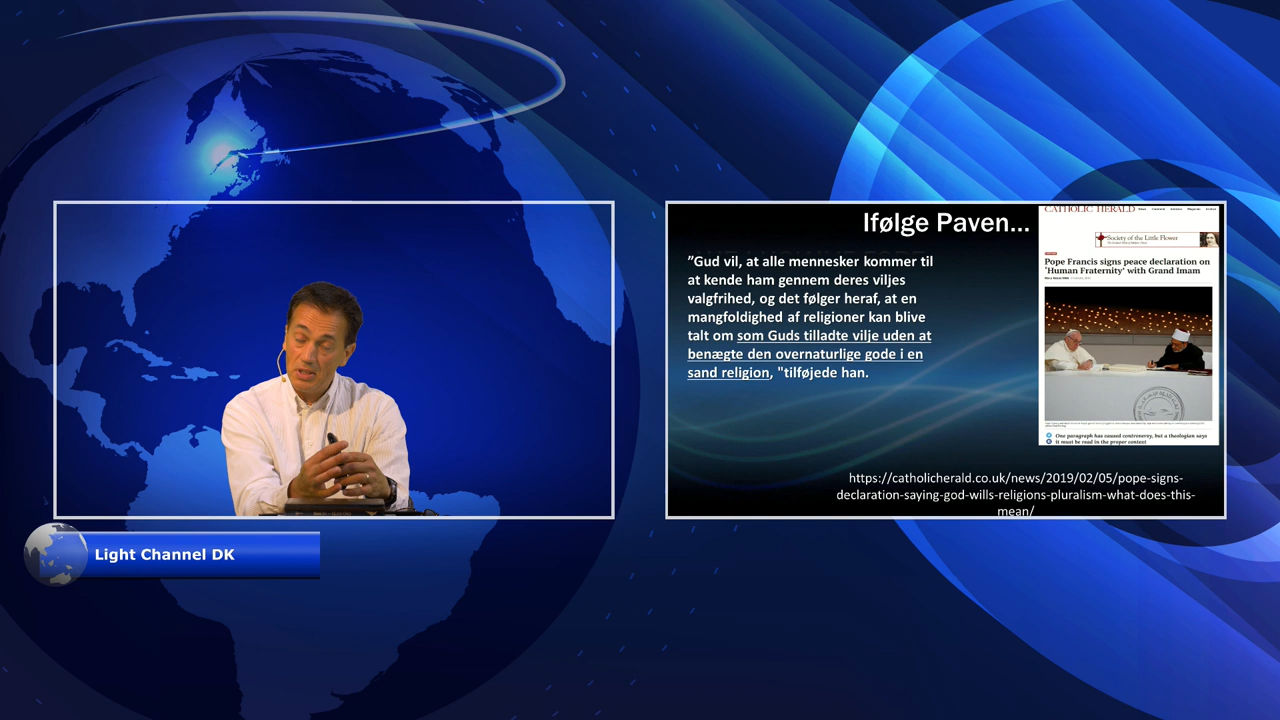 Ifølge Paven...
"Gud vil, at alle mennesker kommer til
at kende ham gennem deres viljes
valgfrihed, og det følger heraf, at en
mangfoldighed af religioner kan blive
talt om som Guds tilladte vilje uden at
benægte den overnaturlige gode i en
sand religion, "tilføjede han.
CATHOLIC HERALD
Society of the Little Flower
Pope Francis signs peace declaration on
'Human Fraternity' with Grand Imam
One paragraph has caused controversy, but a theologian says
it must be read in the proper context
https://catholicherald.co.uk/news/2019/02/05/pope-signs-
declaration-saying-god-wills-religions-pluralism-what-does-this-
mean/
Light Channel DK